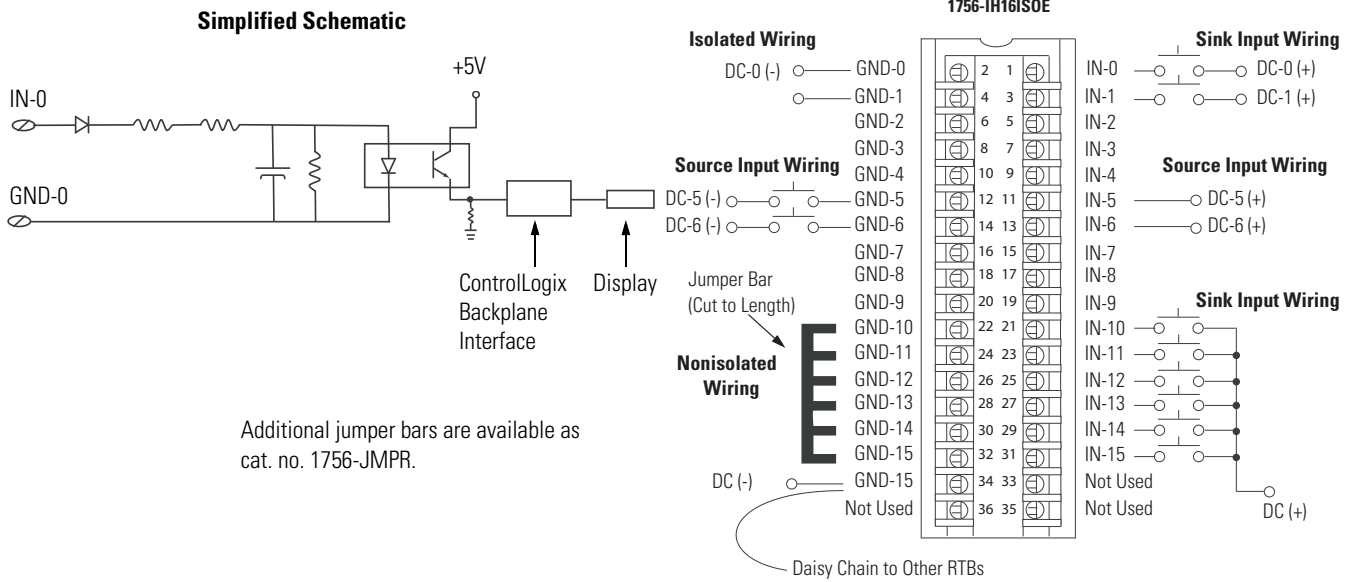 1756-IH16ISOE
Simplified Schematic
+5V
IN-0
GND-0
ControlLogix
Backplane
Interface
Display
Additional jumper bars are available as
cat. no. 1756-JMPR.
Isolated Wiring
Sink Input Wiring
DC-0 (-) GND-0 2 1 IN-0 DC-0 (+)
GND-1 4 3 IN-1 DC-1 (+)
GND-2 6 5 IN-2
GND-3 8 7 IN-3
Source Input Wiring
Source Input Wiring
GND-4 10 9 IN-4
DC-5 (-) GND-5 12 11 IN-5 DC-5 (+)
DC-6 (-) GND-6 14 13 IN-6 DC-6 (+)
GND-7 16 15 IN-7
GND-8 18 17 IN-8
Jumper Bar
(Cut to Length)
GND-9 20 19 IN-9
Sink Input Wiring
GND-10 22 21 IN-10
GND-11 24 23 IN-11
Nonisolated
Wiring
GND-12 26 25 IN-12
GND-13 28 27 IN-13
GND-14 30 29 IN-14
GND-15 32 31 IN-15
DC (-) GND-15 34 33 Not Used
Not Used 36 35 Not Used
DC (+)
Daisy Chain to Other RTBs